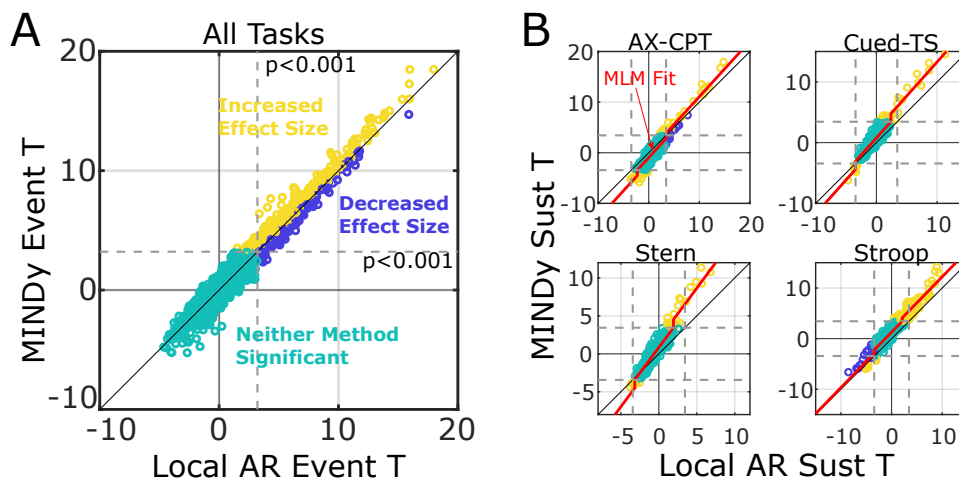 A
All Tasks
p<0.001
Increased
Effect Size
Decreased
Effect Size
p<0.001
Neither Method
Significant
20
10
0
-10
-10
0
10
20
MINDy Event T
Local AR Event T
B
AX-CPT
MLM Fit
20
10
0
-10
-10
0
10
20
Cued-TS
10
0
-10
-10
0
10
Stern
10
5
0
-5
-5
0
5
10
Stroop
10
0
-10
-10
0
10
MINDy Sust T
Local AR Sust T